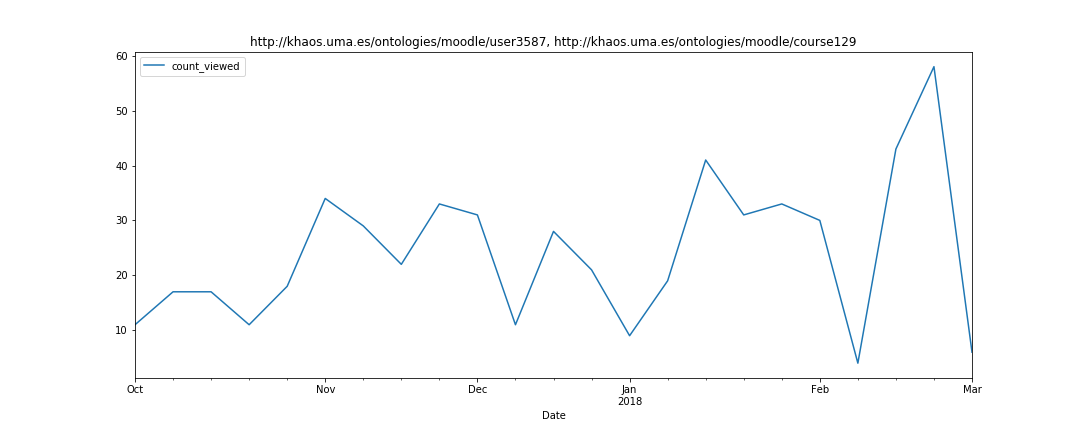 http://khaos.uma.es/ontologies/moodle/user3587, http://khaos.uma.es/ontologies/moodle/course129
count_viewed
60
50
40
30
20
10
Oct
Nov
Dec
Jan
2018
Feb
Mar
Date